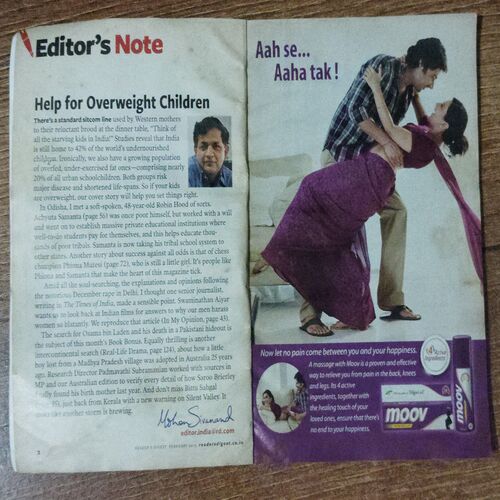 Editor's Note
Help for Overweight Children
There's a standard sitcom line used by Western mothers
to their reluctant brood at the dinner table, "Think of
all the starving kids in India!" Studies reveal that India
is still home to 42% of the world's undernourished
children. Ironically, we also have a growing population
of overfed, under-exercised fat ones—comprising nearly
20% of all urban schoolchildren. Both groups risk
major disease and shortened life-spans. So if your kids
are overweight, our cover story will help you set things right.
In Odisha, I met a soft-spoken, 48-year-old Robin Hood of sorts.
Achyuta Samanta (page 56) was once poor himself, but worked with a will
and went on to establish massive private educational institutions where
well-to-do students pay for themselves, and this helps educate thou-
sands of poor tribals. Samanta is now taking his tribal school system to
other states. Another story about success against all odds is that of chess
champion Phiona Mutesi (page 72), who is still a little girl. It's people like
Phiona and Samanta that make the heart of this magazine tick.
Amid all the soul-searching, the explanations and opinions following
the notorious December rape in Delhi, I thought one senior journalist,
writing in The Times of India, made a sensible point. Swaminathan Aiyar
wants us to look back at Indian films for answers to why our men harass
women so blatantly. We reproduce that article (In My Opinion, page 43).
The search for Osama bin Laden and his death in a Pakistani hideout is
the subject of this month's Book Bonus. Equally thrilling is another
intercontinental search (Real-Life Drama, page 124), about how a little
boy lost from a Madhya Pradesh village was adopted in Australia 25 years
ago. Research Director Padmavathi Subramanian worked with sources in
MP and our Australian edition to verify every detail of how Saroo Brierley
finally found his birth mother last year. And don't miss Bittu Sahgal
, just back from Kerala with a new warning on Silent Valley. It
looks like another storm is brewing.
Mohan Sivanand
editor.india@rd.com
2 READER'S DIGEST FEBRUARY 2013 readersdigest.co.in
Aah se...
Aaha tak !
Now let no pain come between you and your happiness.
4 Active
Ingredients
A massage with Moov is a proven and effective
way to relieve you from pain in the back, knees
and legs. Its 4 active
ingredients, together with
the healing touch of your
loved ones, ensure that there's
no end to your happiness.
moov
moov